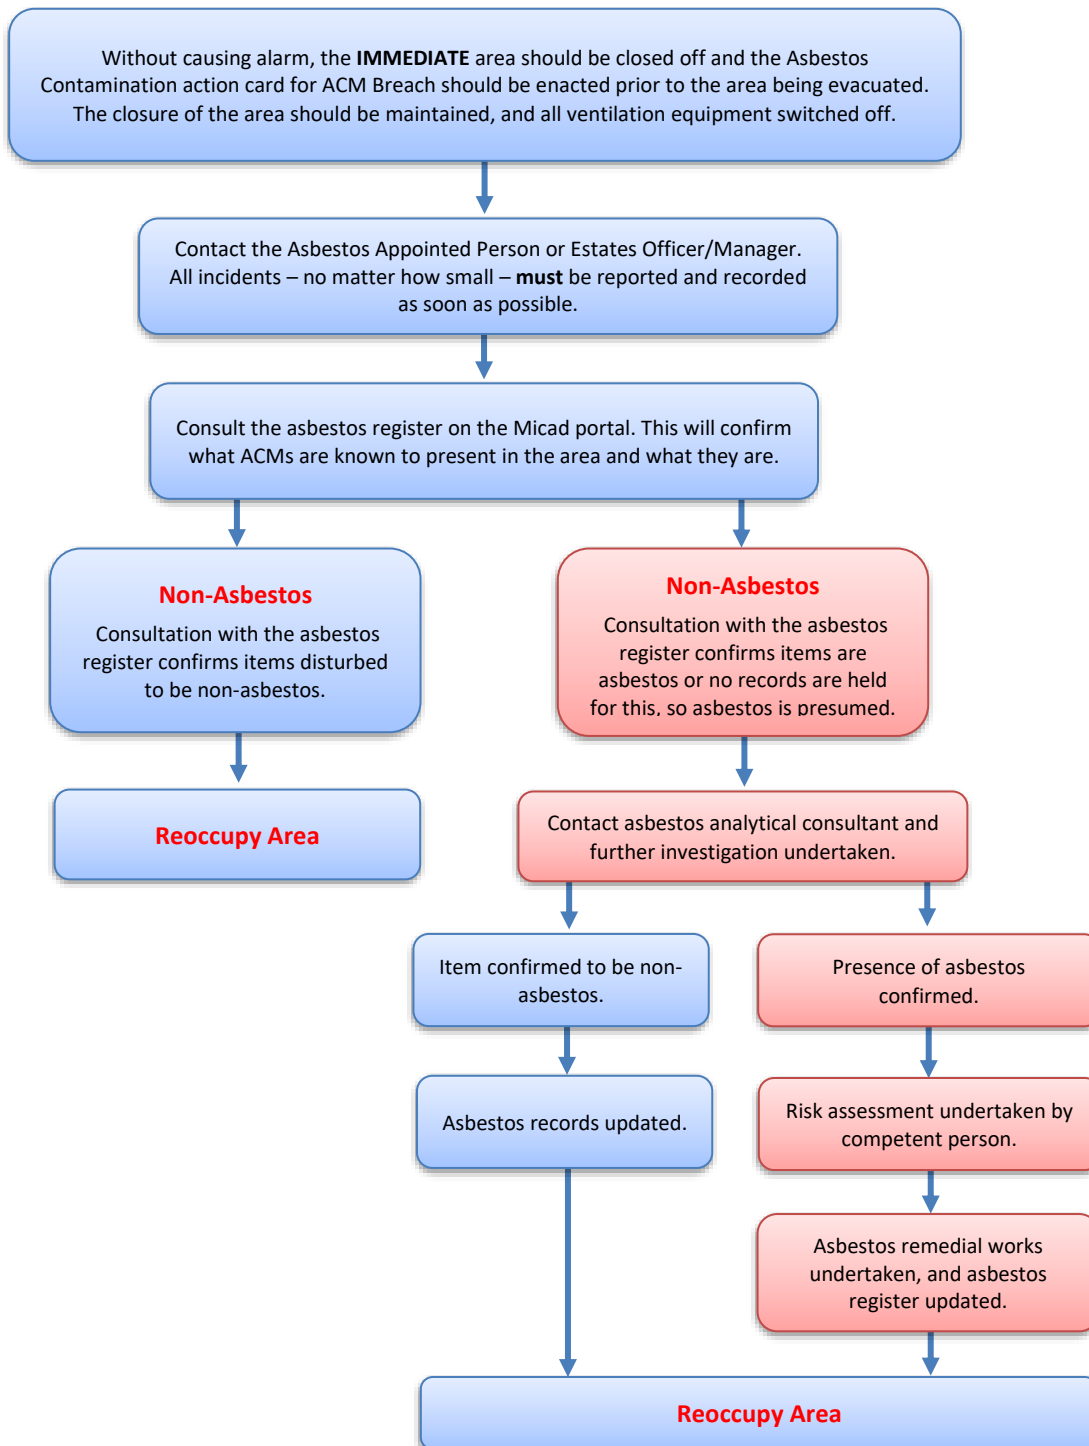 Without causing alarm, the IMMEDIATE area should be closed off and the Asbestos
Contamination action card for ACM Breach should be enacted prior to the area being evacuated.
The closure of the area should be maintained, and all ventilation equipment switched off.
Contact the Asbestos Appointed Person or Estates Officer/Manager.
All incidents – no matter how small – must be reported and recorded
as soon as possible.
Consult the asbestos register on the Micad portal. This will confirm
what ACMs are known to present in the area and what they are.
Non-Asbestos
Consultation with the asbestos
register confirms items disturbed
to be non-asbestos.
Non-Asbestos
Consultation with the asbestos
register confirms items are
asbestos or no records are held
for this, so asbestos is presumed.
Reoccupy Area
Contact asbestos analytical consultant and
further investigation undertaken.
Item confirmed to be non-
asbestos.
Presence of asbestos
confirmed.
Asbestos records updated.
Risk assessment undertaken by
competent person.
Asbestos remedial works
undertaken, and asbestos
register updated.
Reoccupy Area